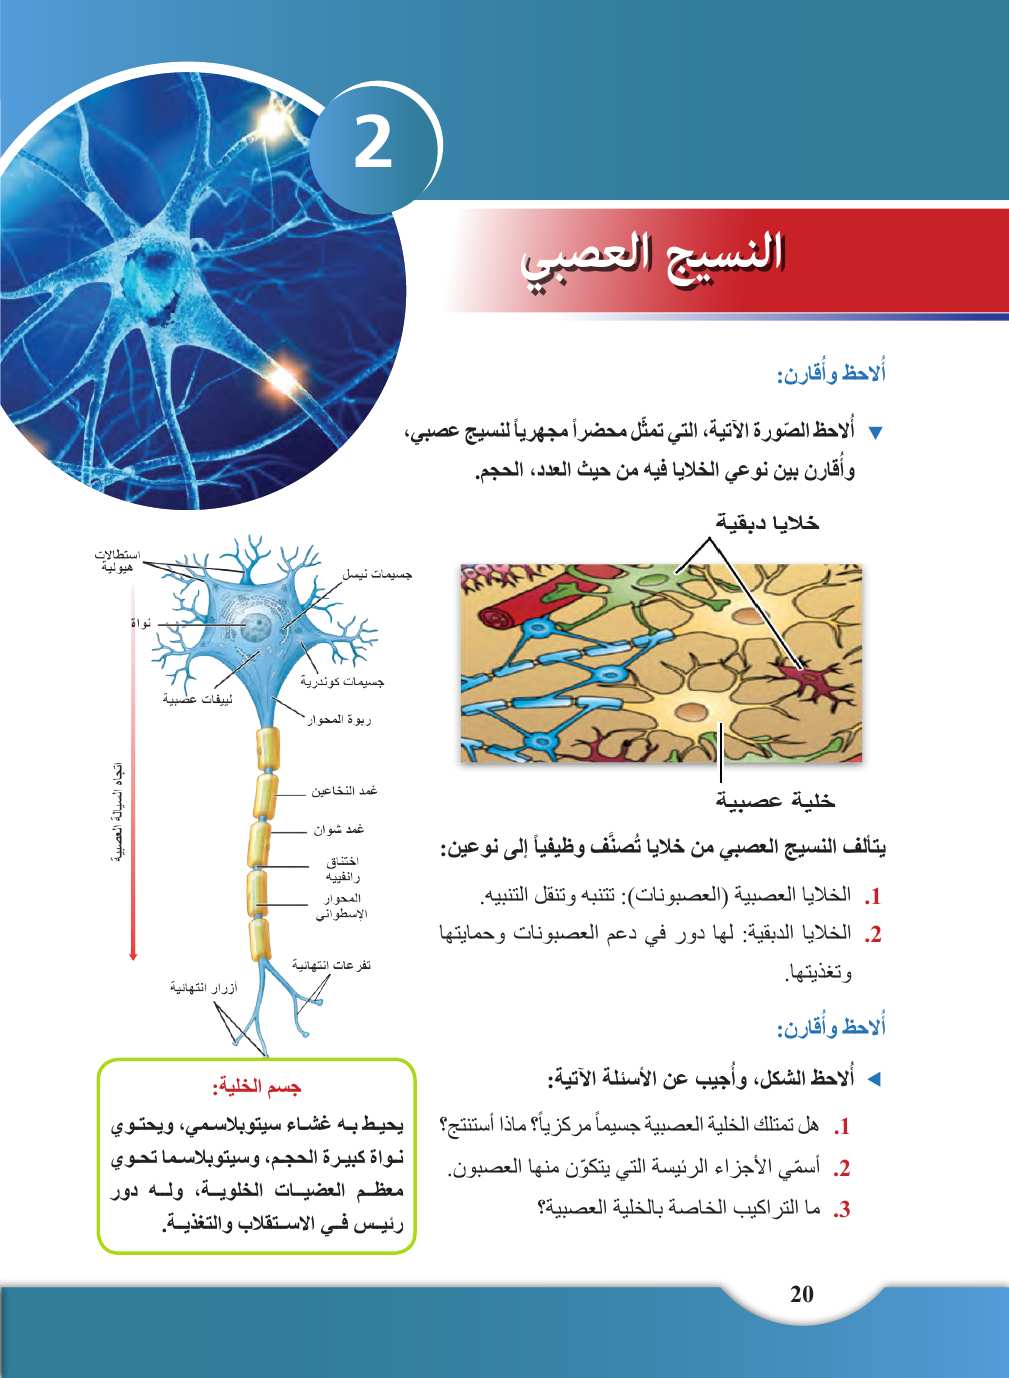 2
النسيج العصبي
أُلاحظ وأُقارن:
أُلاحظ الصّورة الآتية، التي تمثّل محضراً مجهرياً لنسيج عصبي،
وأُقارن بين نوعي الخلايا فيه من حيث العدد، الحجم.
خلايا دبقية
خلية عصبية
يتألف النسيج العصبي من خلايا تُصنَّف وظيفياً إلى نوعين:
1. الخلايا العصبية (العصبونات): تتنبه وتنقل التنبيه.
2. الخلايا الدبقية: لها دور في دعم العصبونات وحمايتها
وتغذيتها.
أُلاحظ وأُقارن:
أُلاحظ الشكل، وأُجيب عن الأسئلة الآتية:
1. هل تمتلك الخلية العصبية جسيماً مركزياً؟ ماذا أستنتج؟
2. أسمّي الأجزاء الرئيسة التي يتكوّن منها العصبون.
3. ما التراكيب الخاصة بالخلية العصبية؟
استطالات
هيولية
جسيمات نيسل
نواة
جسيمات كوندرية
لييفات عصبية
ربوة المحوار
اتجاه السيالة العصبية
غمد النخاعين
غمد شوان
اختناق
رانفييه
المحوار
الإسطواني
تفرعات انتهائية
أزرار انتهائية
جسم الخلية:
يحيط به غشاء سيتوبلاسمي، ويحتوي
نواة كبيرة الحجم، وسيتوبلاسما تحوي
معظم العضيات الخلوية، وله دور
رئيس في الاستقلاب والتغذية.
20